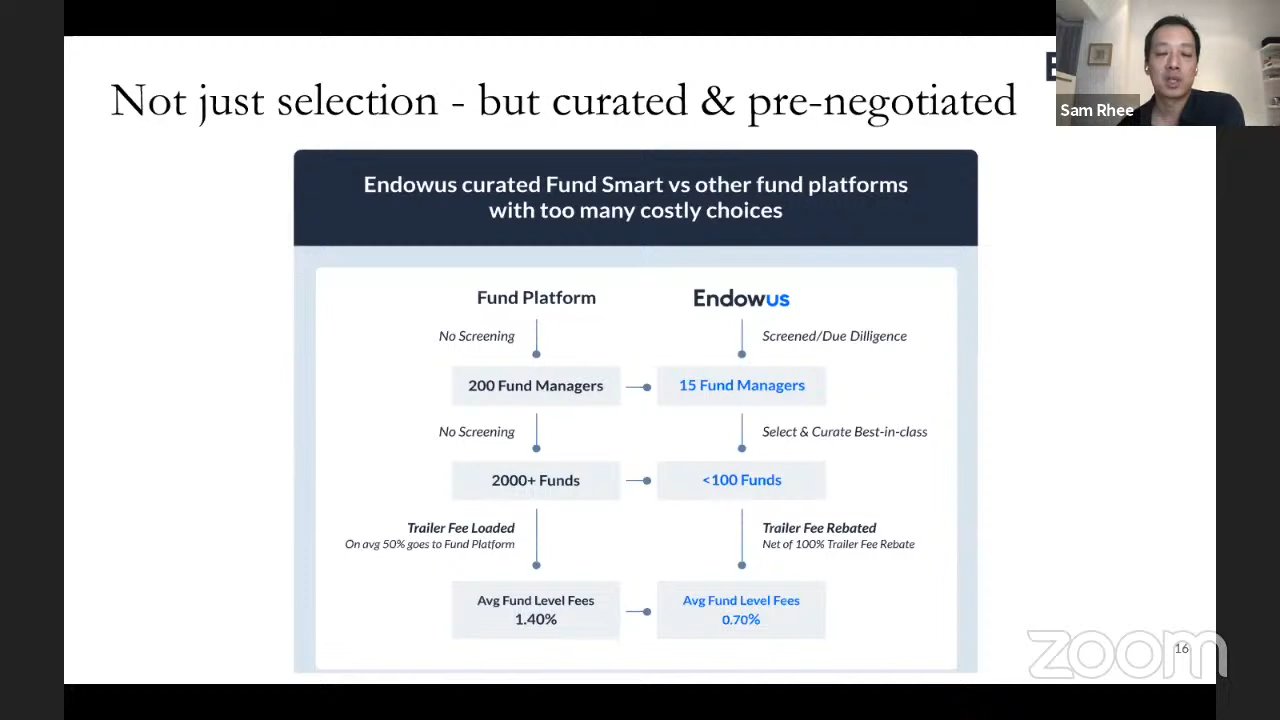 Not just selection - but curated & pre-negotiated
Sam Rhee
Endowus curated Fund Smart vs other fund platforms
with too many costly choices
Fund Platform
Endowus
No Screening
Screened/Due Dilligence
200 Fund Managers
15 Fund Managers
No Screening
Select & Curate Best-in-class
2000+ Funds
<100 Funds
Trailer Fee Loaded
On avg 50% goes to Fund Platform
Trailer Fee Rebated
Net of 100% Trailer Fee Rebate
Avg Fund Level Fees
1.40%
Avg Fund Level Fees
0.70%
zoom
16